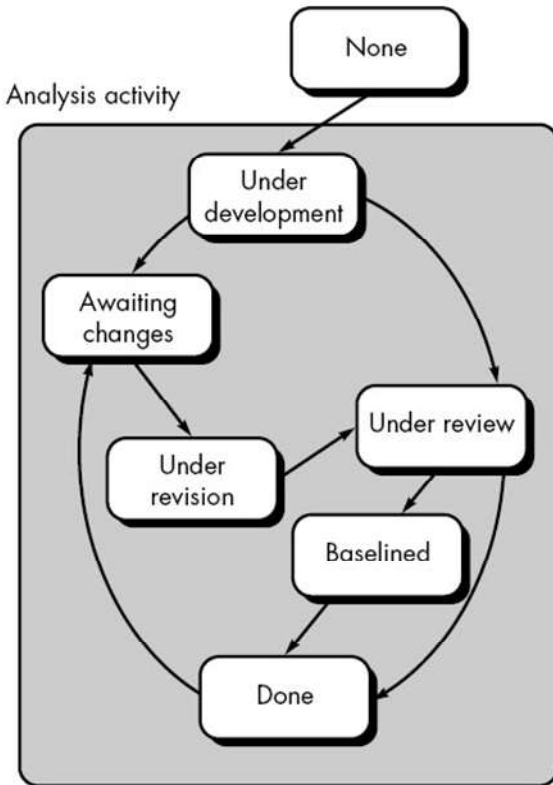 None
Analysis activity
Under
development
Awaiting
changes
Under review
Under
revision
Baselined
Done